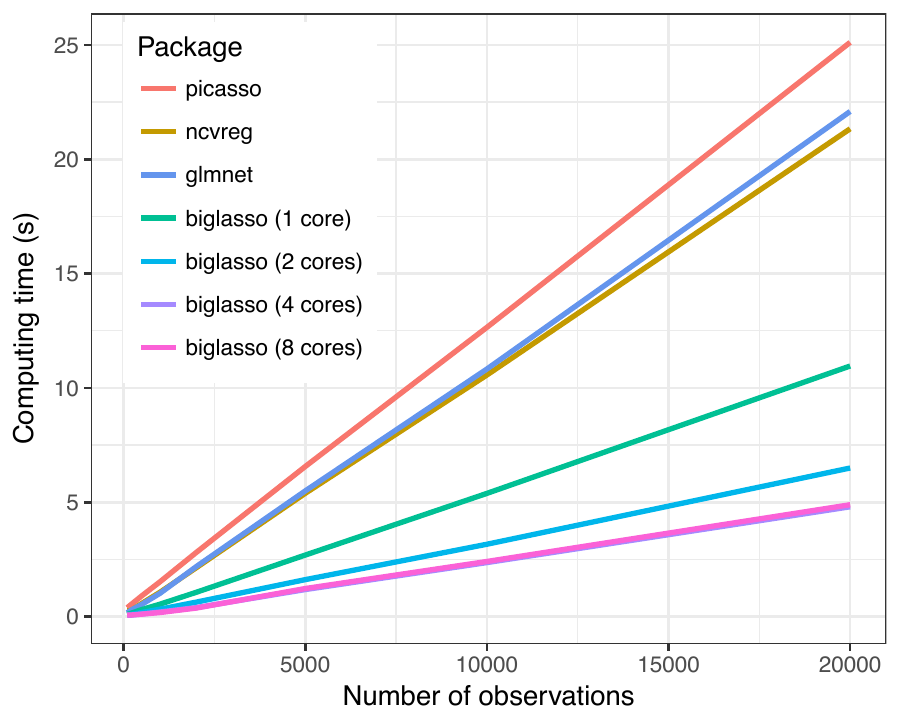 Package
picasso
ncvreg
glmnet
biglasso (1 core)
biglasso (2 cores)
biglasso (4 cores)
biglasso (8 cores)
Computing time (s)
25
20
15
10
5
0
0 5000 10000 15000 20000
Number of observations